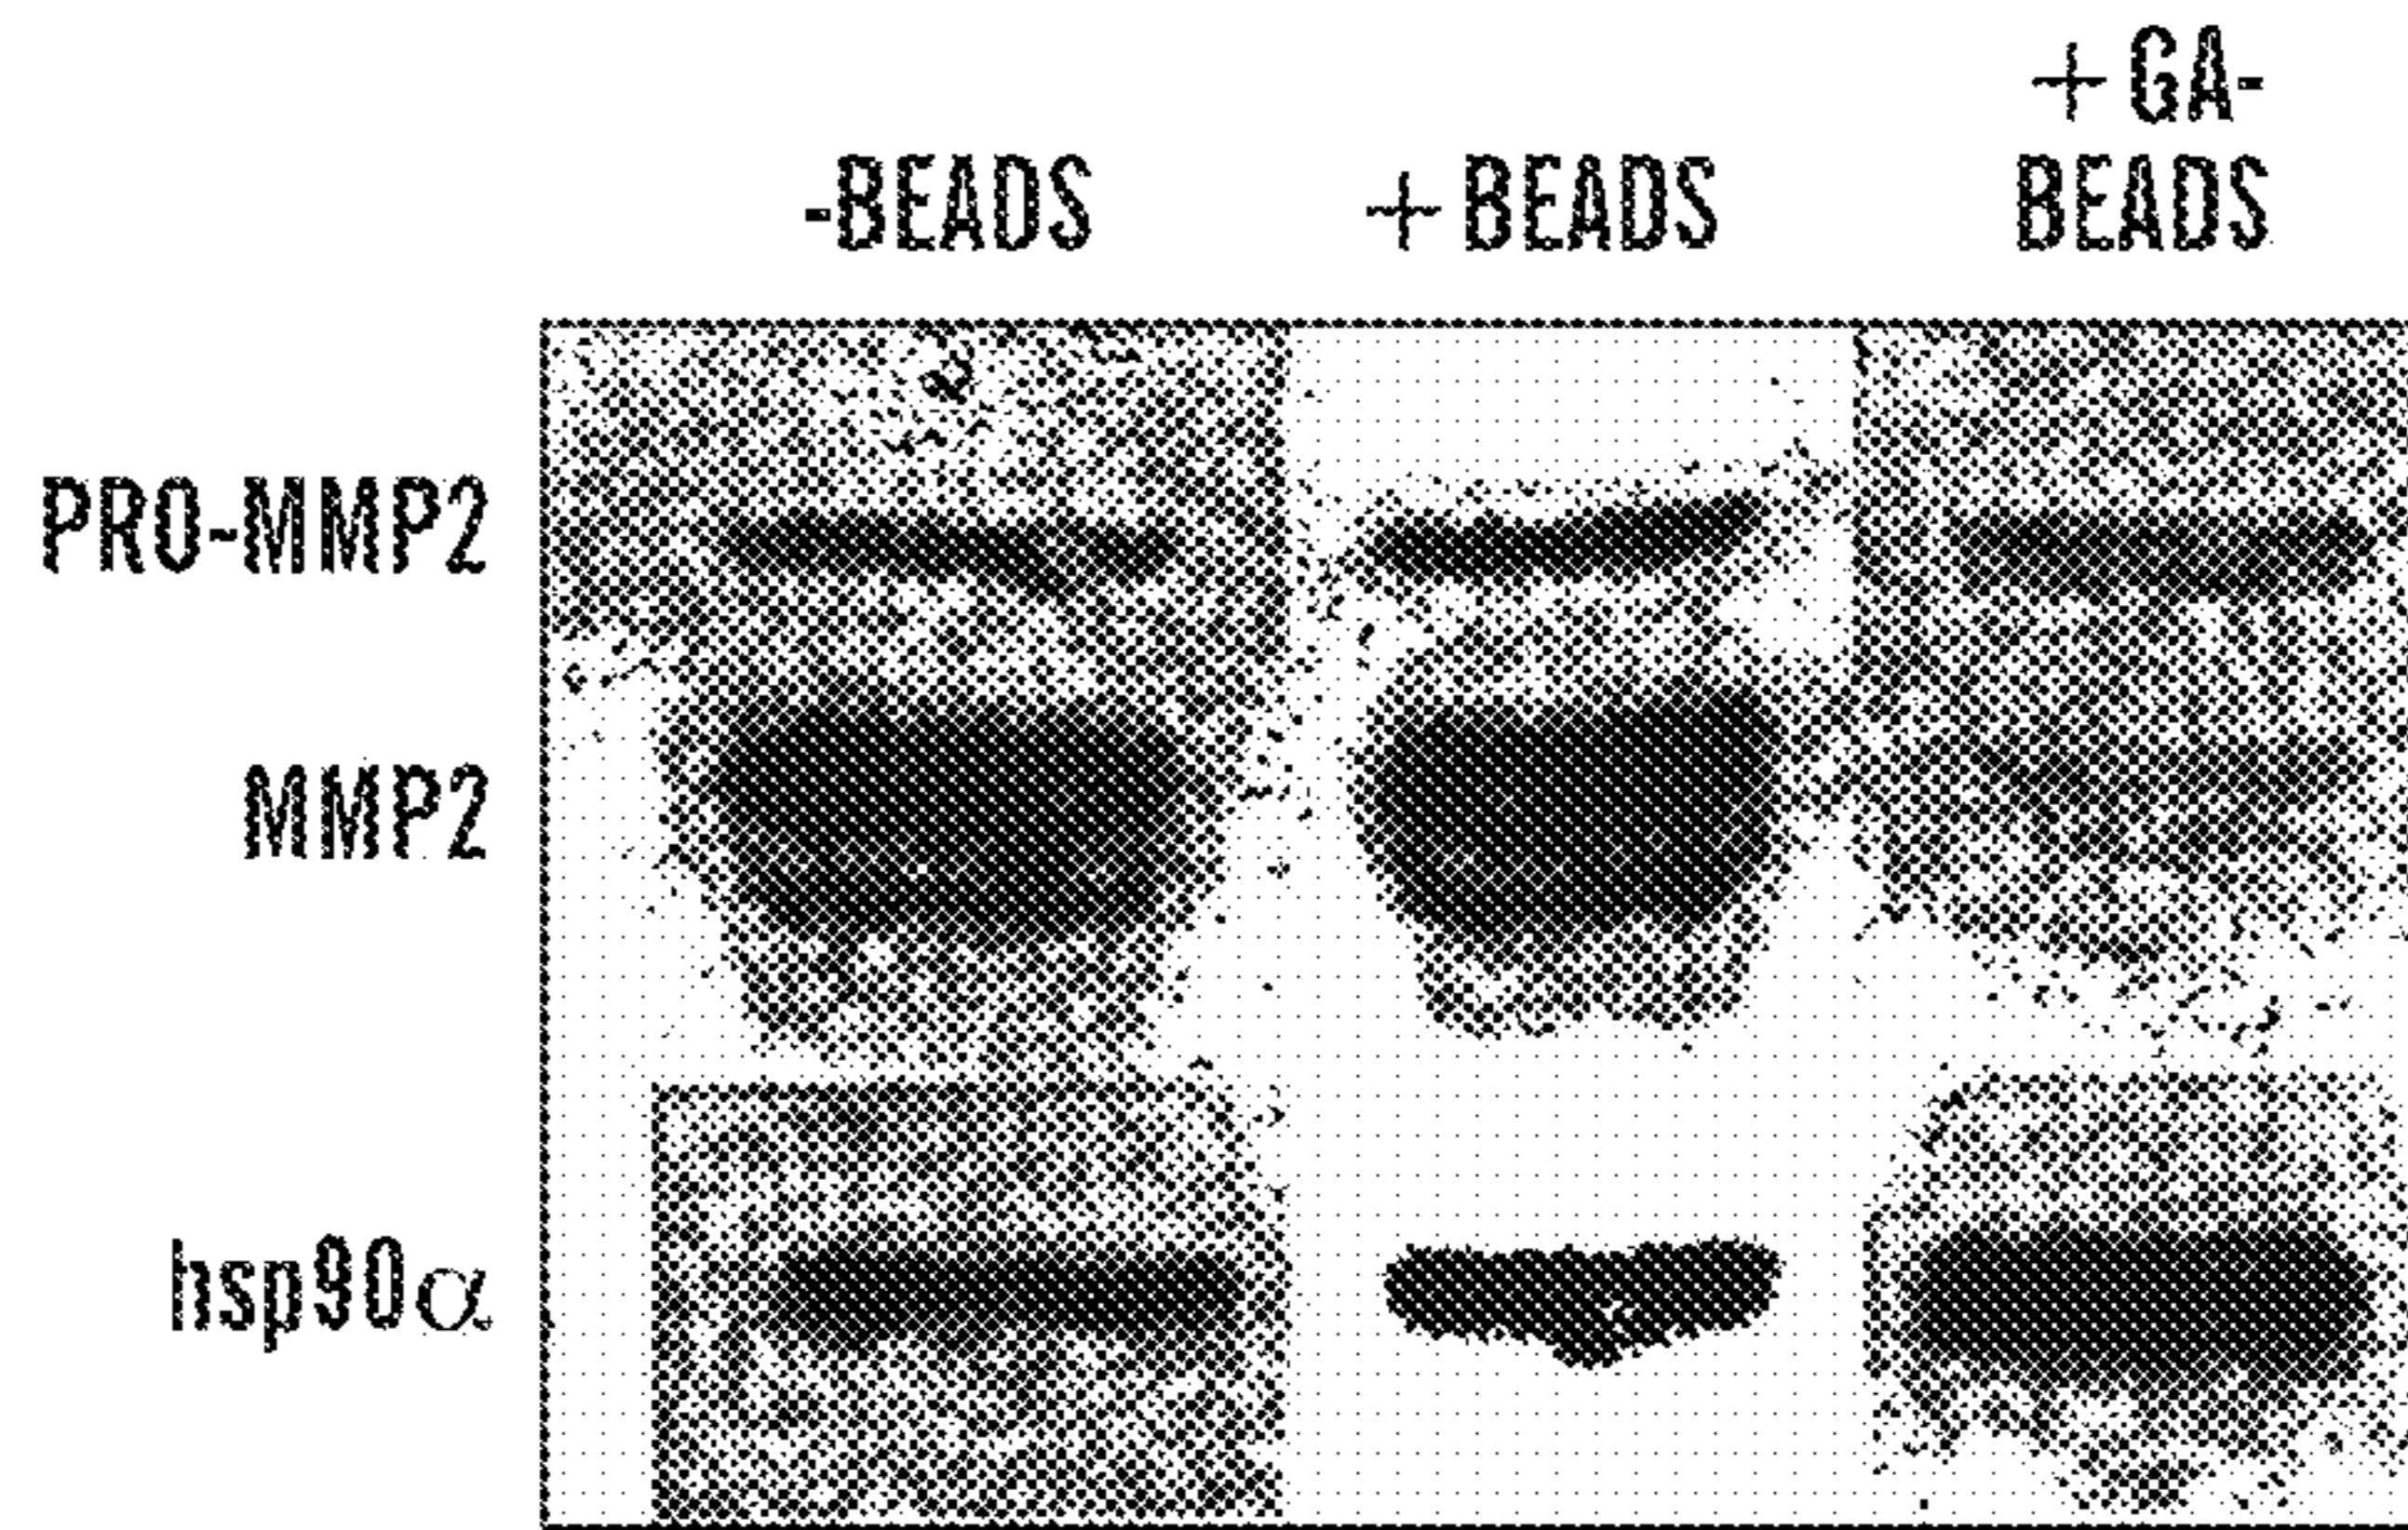 + GA-
-BEADS + BEADS BEADS
PRO-MMP2
MMP2
hsp90α